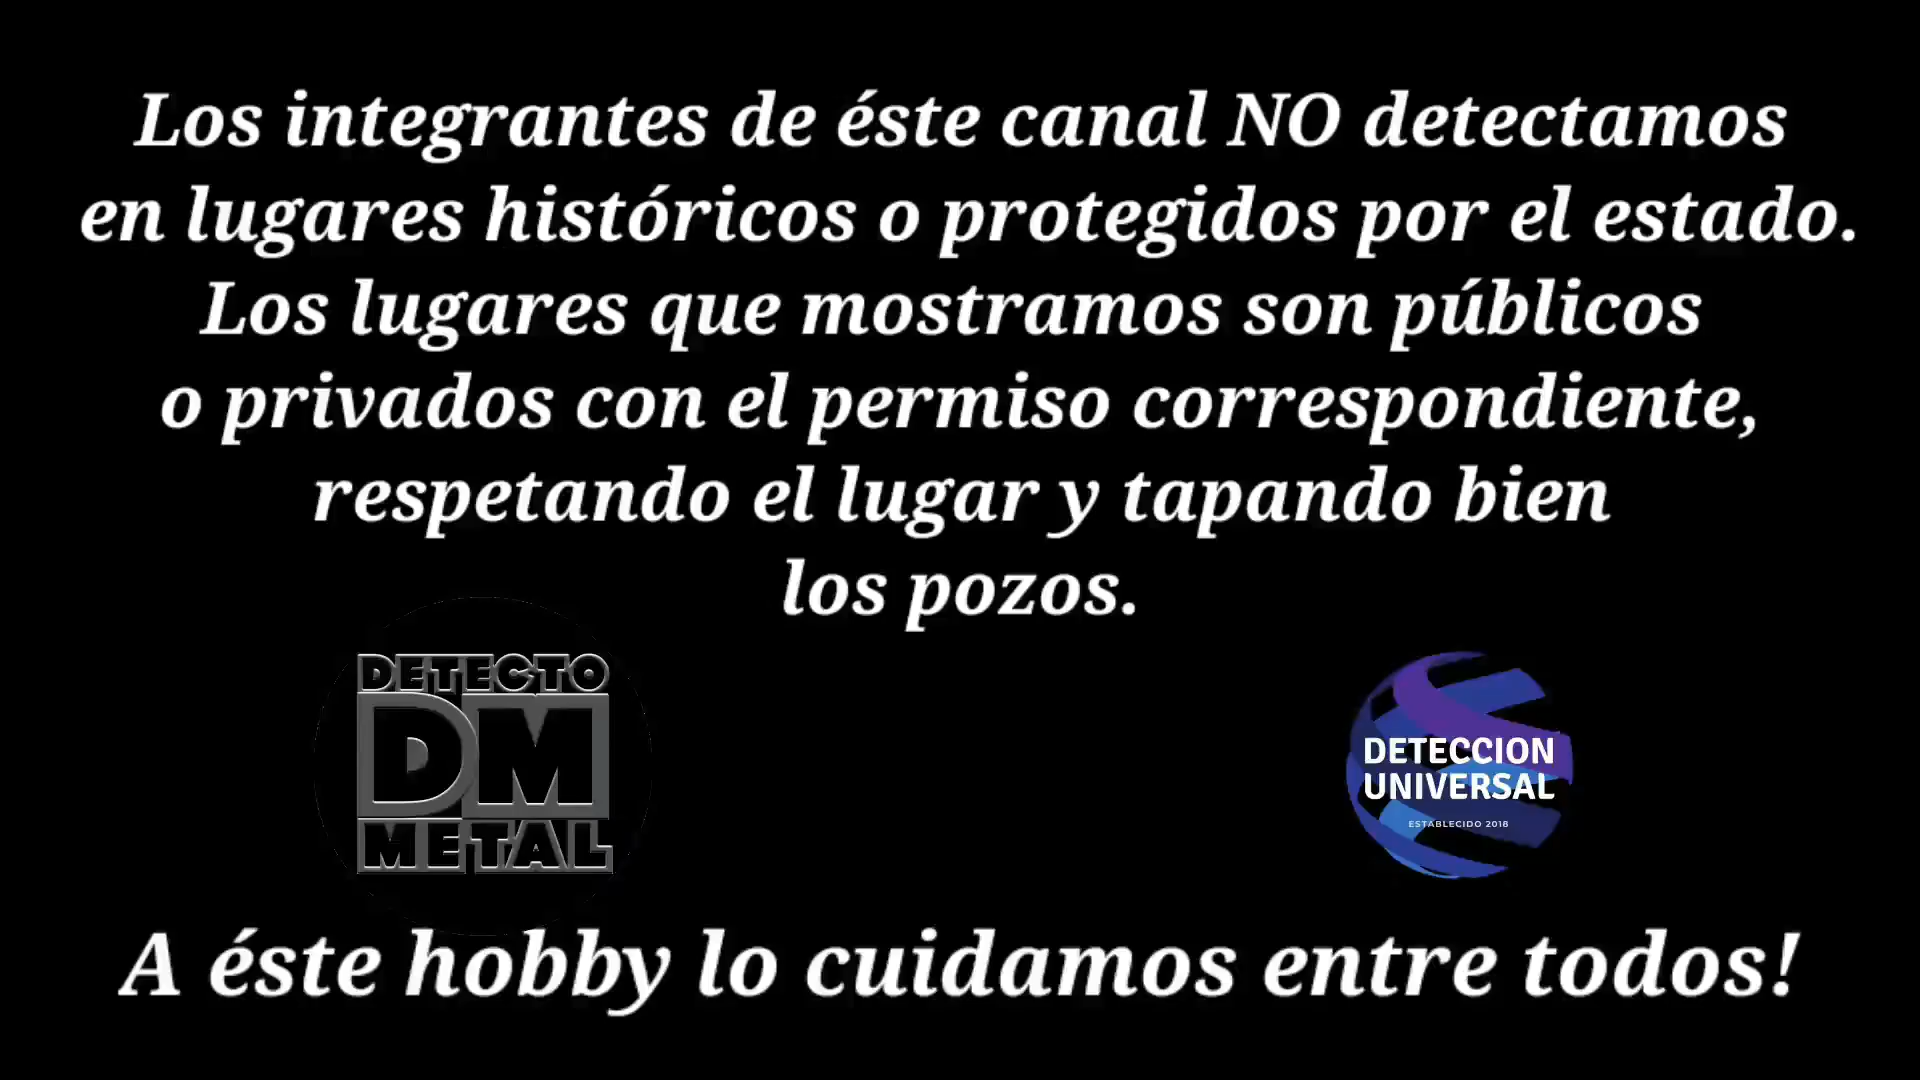 Los integrantes de éste canal NO detectamos
en lugares históricos o protegidos por el estado.
Los lugares que mostramos son públicos
o privados con el permiso correspondiente,
respetando el lugar y tapando bien
los pozos.
DETECTO
DM
METAL
DETECCION
UNIVERSAL
ESTABLECIDO 2018
A éste hobby lo cuidamos entre todos!